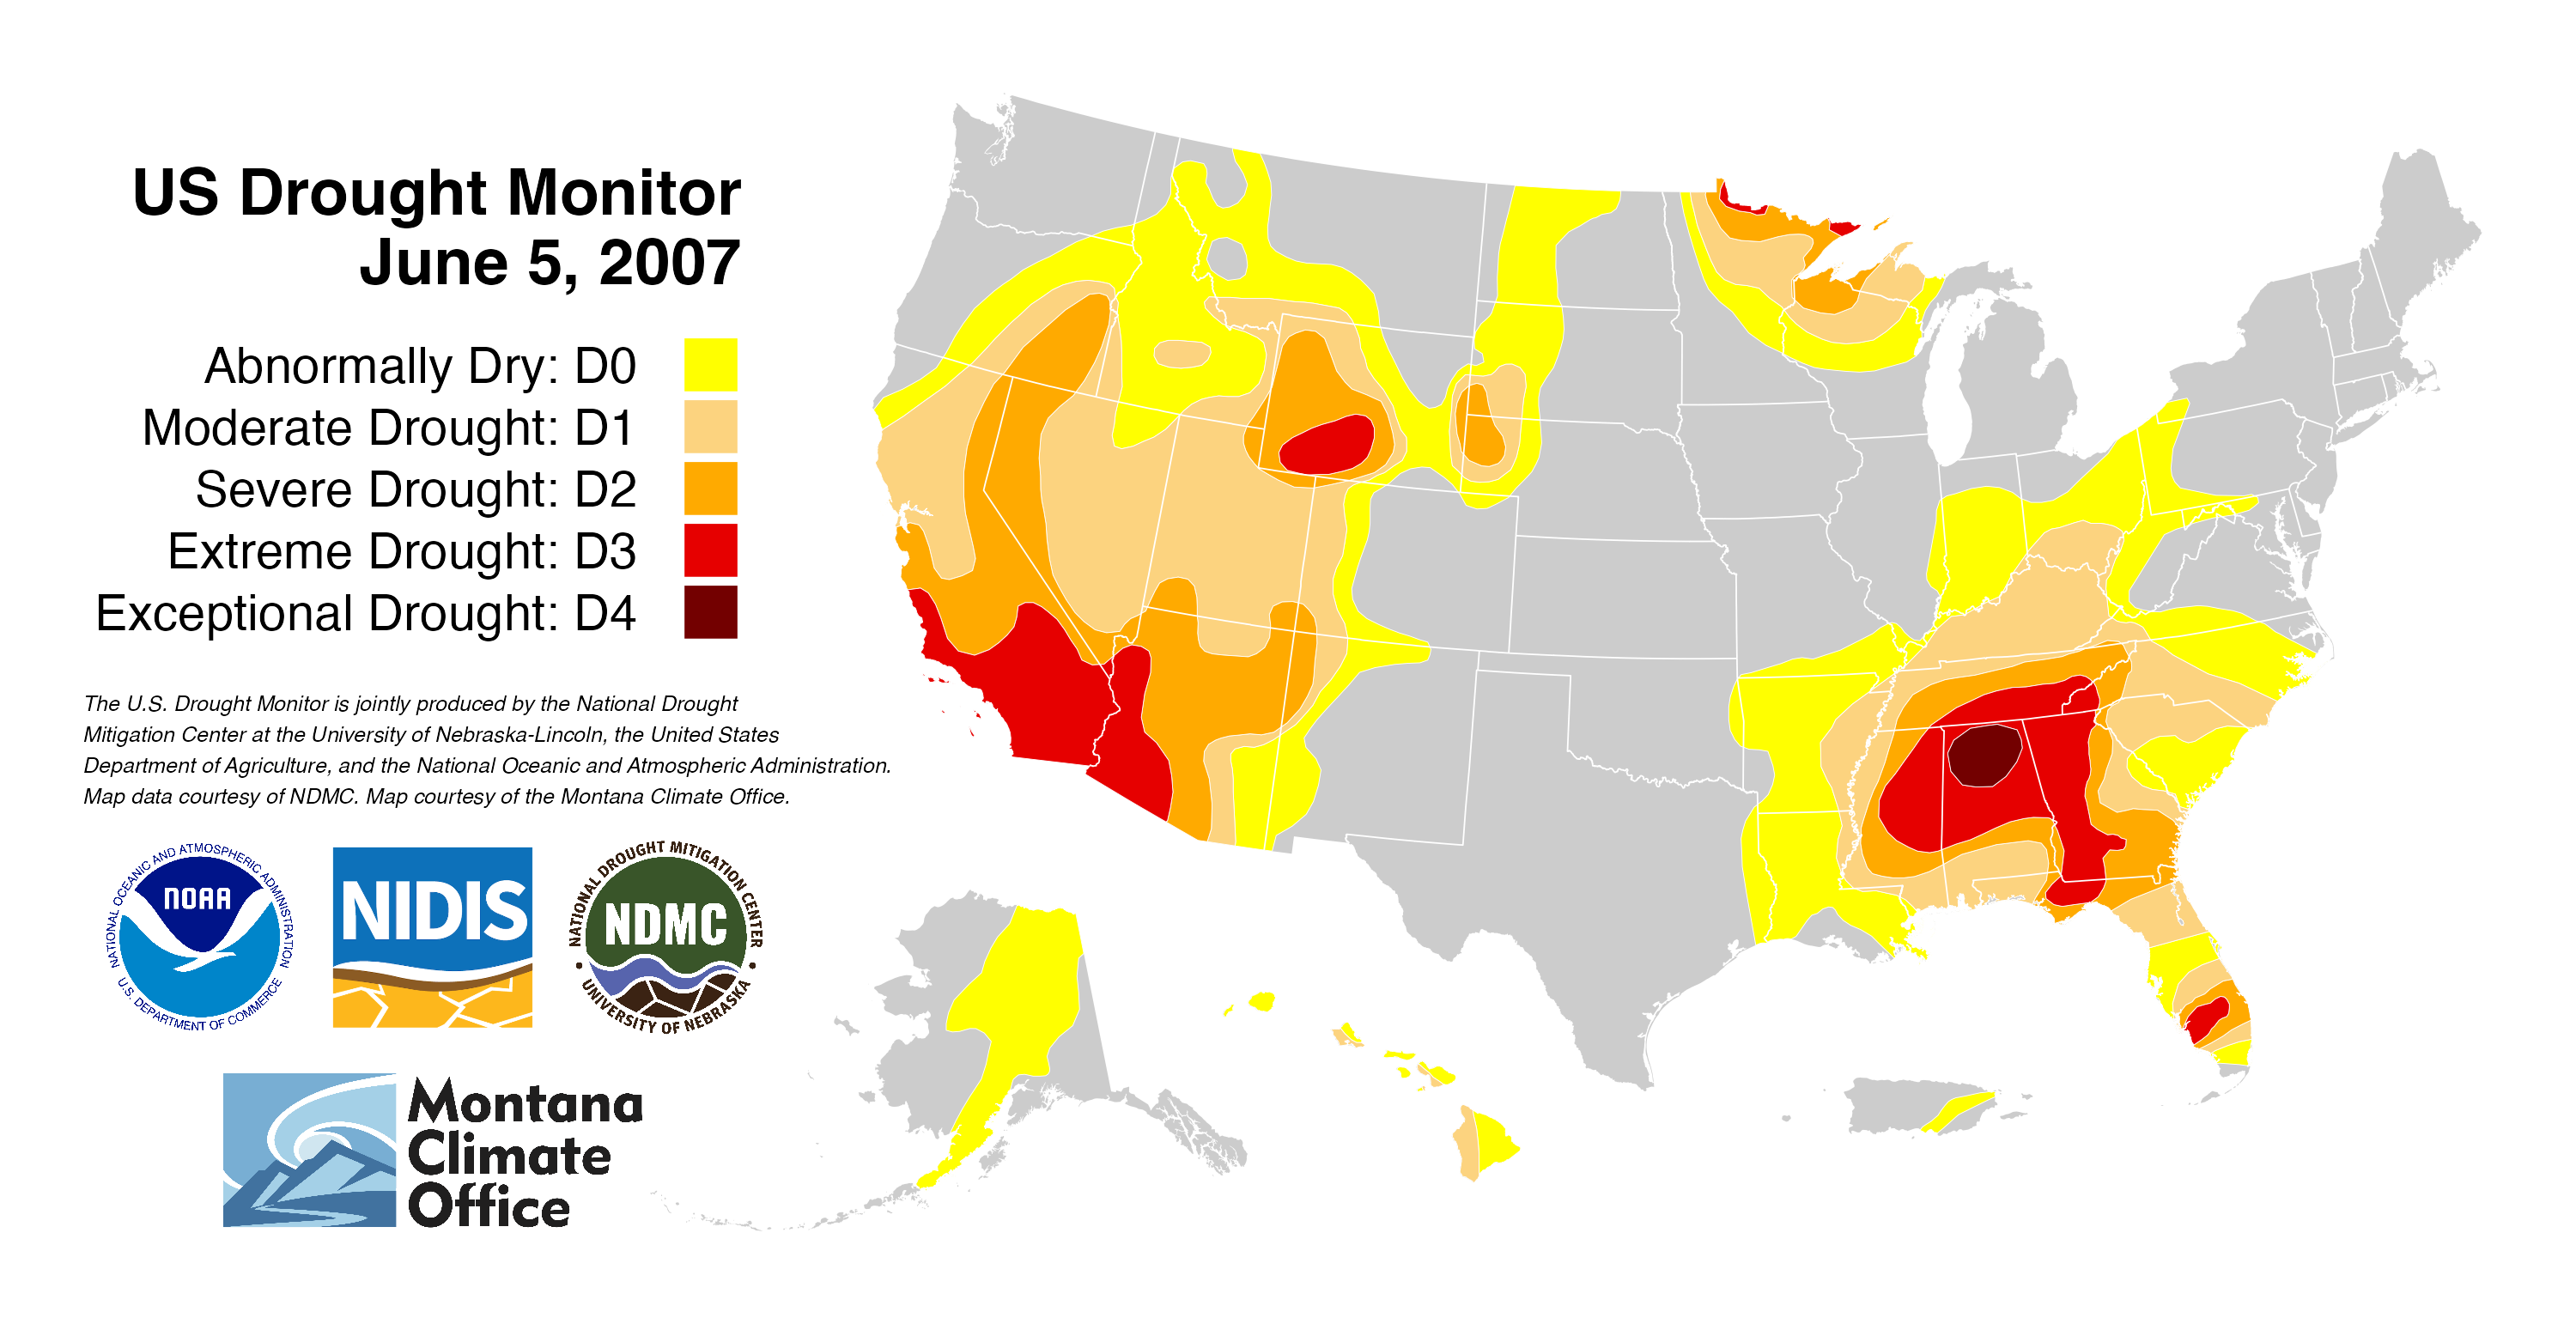 US Drought Monitor
June 5, 2007
Abnormally Dry: D0
Moderate Drought: D1
Severe Drought: D2
Extreme Drought: D3
Exceptional Drought: D4
The U.S. Drought Monitor is jointly produced by the National Drought
Mitigation Center at the University of Nebraska-Lincoln, the United States
Department of Agriculture, and the National Oceanic and Atmospheric Administration.
Map data courtesy of NDMC. Map courtesy of the Montana Climate Office.
NATIONAL OCEANIC AND ATMOSPHERIC ADMINISTRATION
NOAA
U.S. DEPARTMENT OF COMMERCE
NIDIS
NATIONAL DROUGHT MITIGATION CENTER
NDMC
• UNIVERSITY OF NEBRASKA •
Montana
Climate
Office